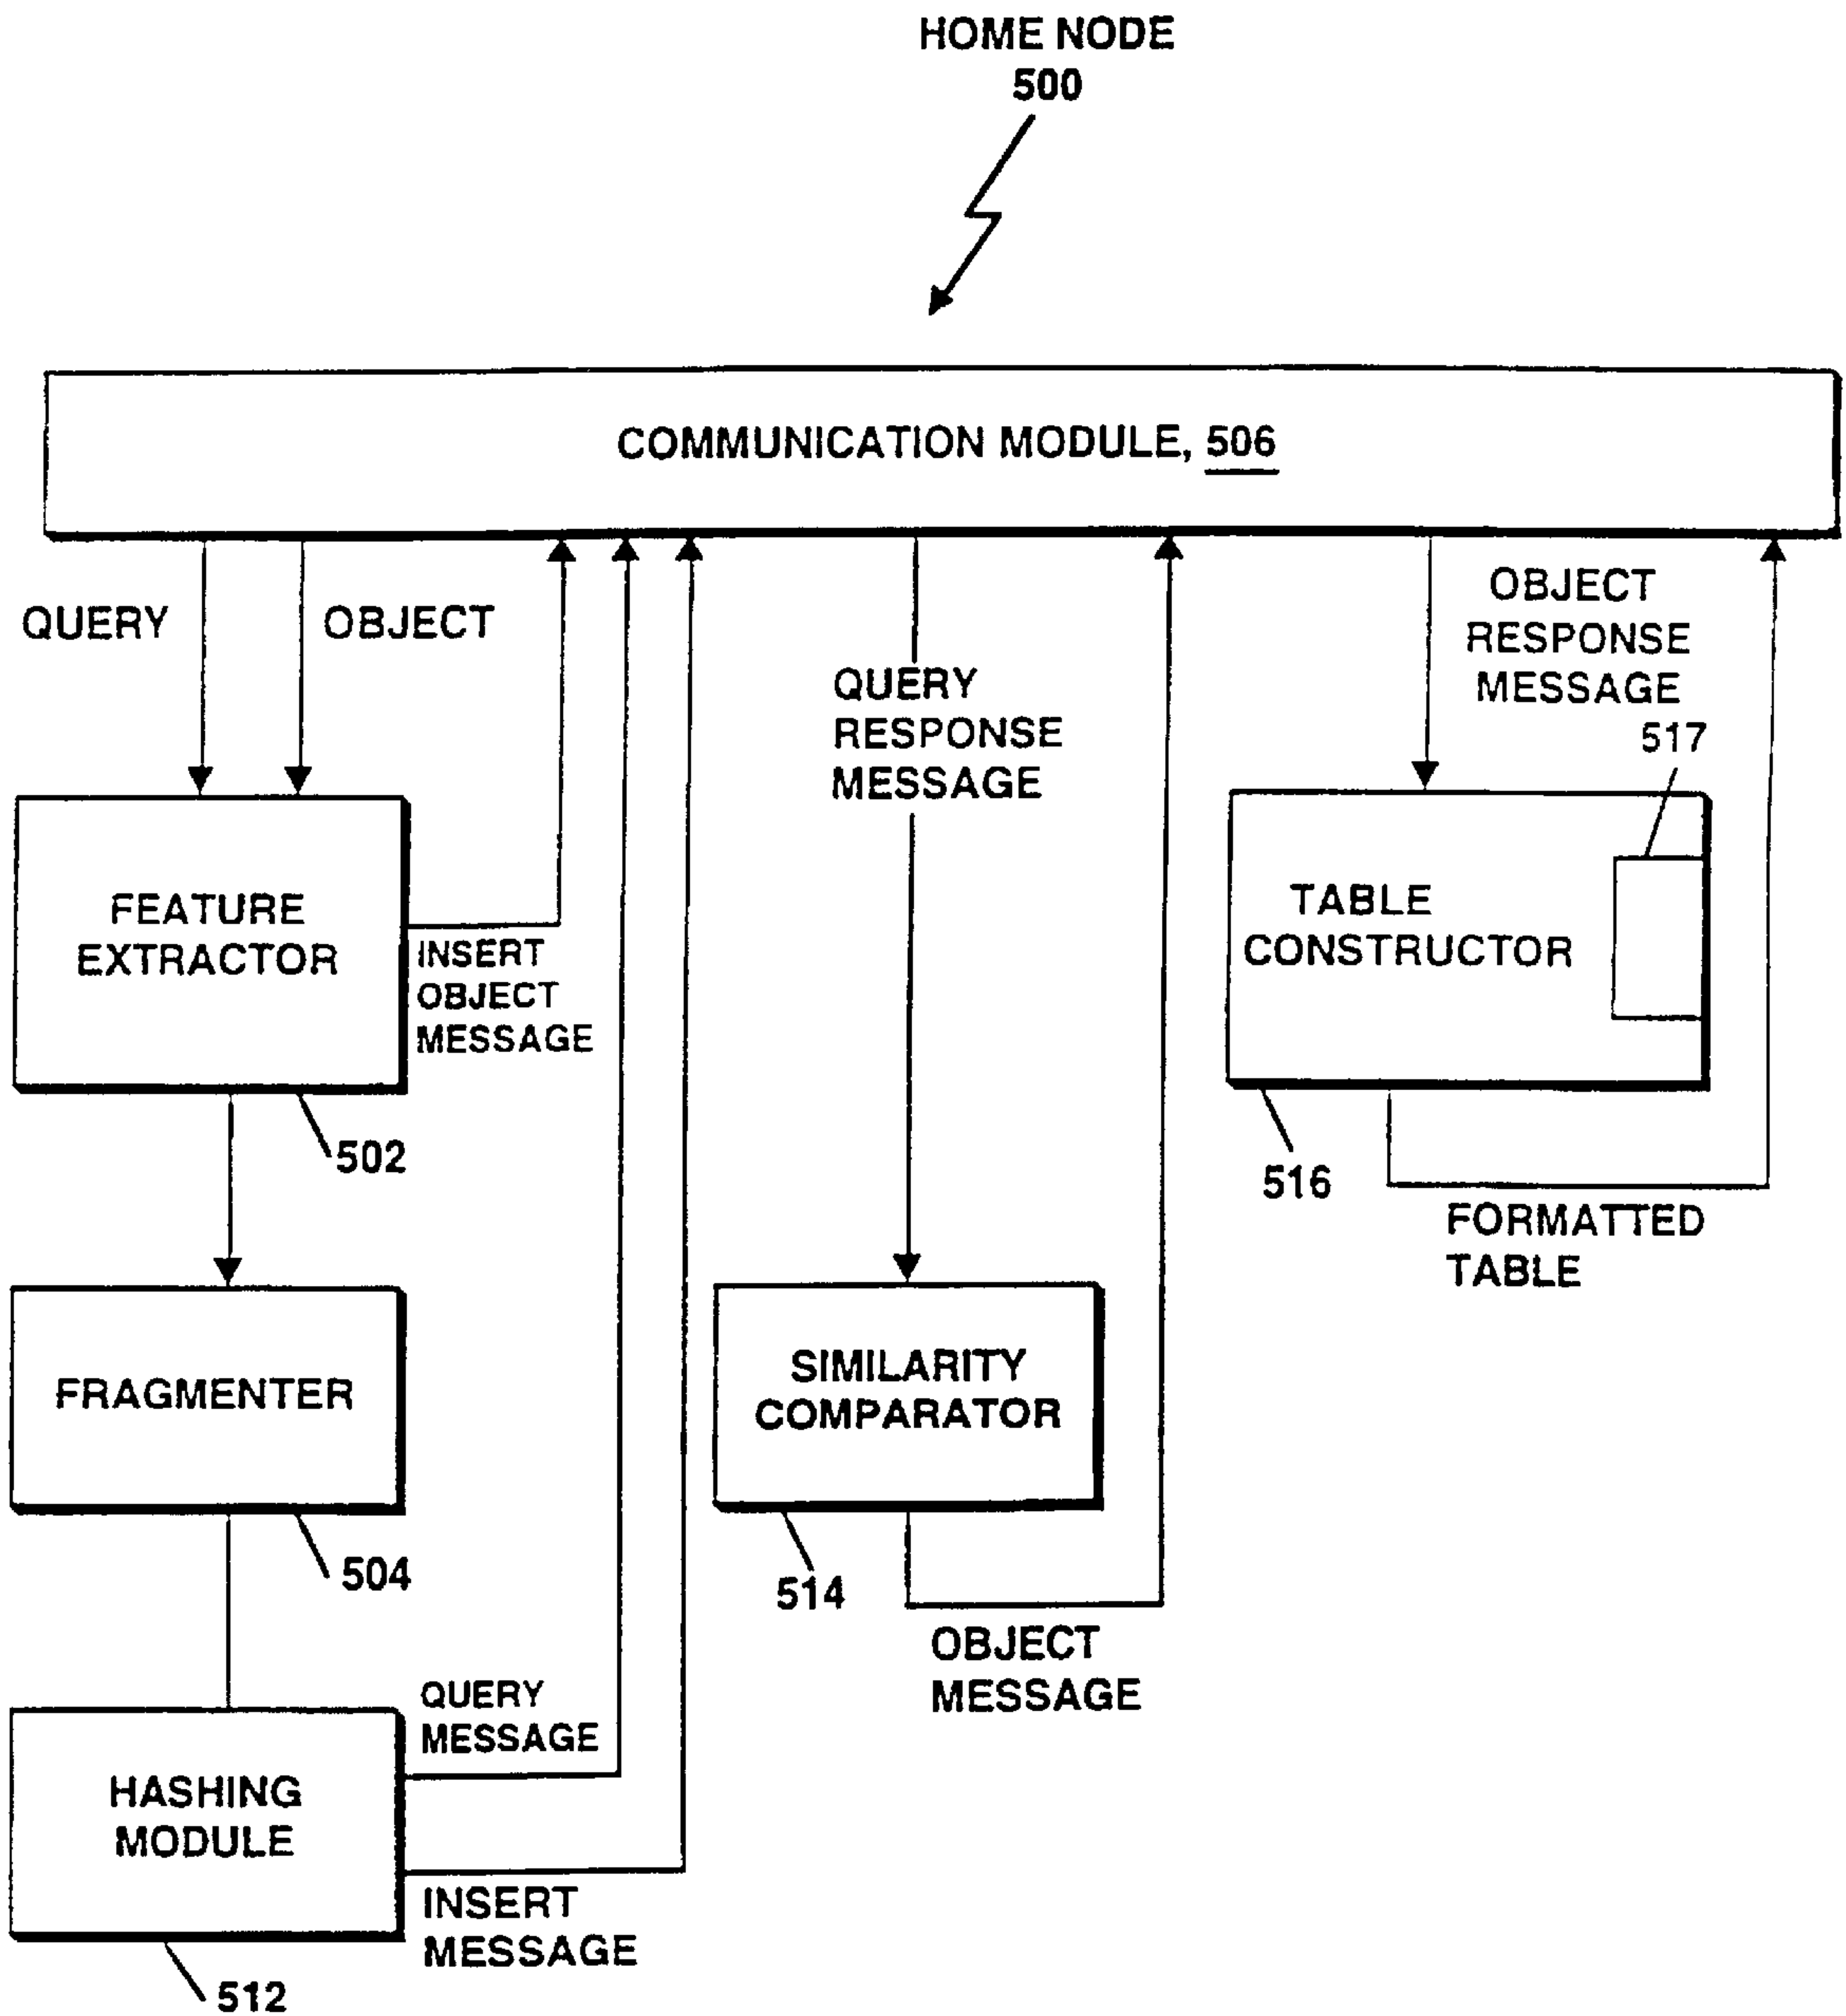 HOME NODE
500
COMMUNICATION MODULE, 506
QUERY
OBJECT
QUERY
RESPONSE
MESSAGE
OBJECT
RESPONSE
MESSAGE
517
FEATURE
EXTRACTOR
INSERT
OBJECT
MESSAGE
502
TABLE
CONSTRUCTOR
516
FORMATTED
TABLE
FRAGMENTER
504
SIMILARITY
COMPARATOR
514
OBJECT
MESSAGE
HASHING
MODULE
QUERY
MESSAGE
INSERT
MESSAGE
512